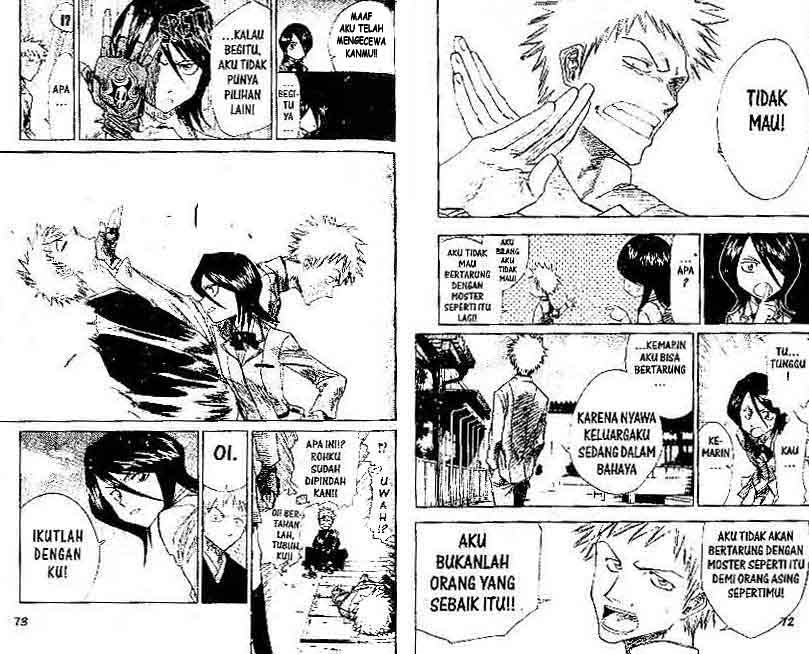 TIDAK
MAU!
...
APA
?
AKU
BILANG
AKU
TIDAK
MAU!
AKU TIDAK
MAU
BERTARUNG
DENGAN
MOSTER
SEPERTI ITU
LAGI!!
TU...
TUNGGU
!
KAU
...
KE-
MARIN
...
...KEMARIN
AKU BISA
BERTARUNG
...
KARENA NYAWA
KELUARGAKU
SEDANG DALAM
BAHAYA
AKU TIDAK AKAN
BERTARUNG DENGAN
MOSTER SEPERTI ITU
DEMI ORANG ASING
SEPERTIMU!
AKU
BUKANLAH
ORANG YANG
SEBAIK ITU!!
72
MAAF
AKU TELAH
MENGECEWA
KANMU!!
...
BEGI-
TU
YA
...
...KALAU
BEGITU,
AKU TIDAK
PUNYA
PILIHAN
LAIN!
!?
APA
...
!?
UWAH!?
APA INI!!?
ROHKU
SUDAH
DIPINDAH
KAN!!
OI! BER-
TAHAN
LAH,
TUBUH-
KU!!
OI.
IKUTLAH
DENGAN
KU!
73